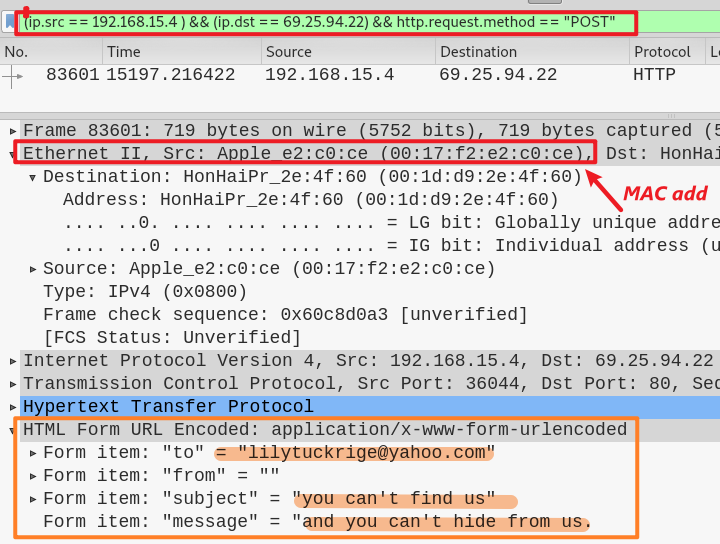 (ip.src == 192.168.15.4 ) && (ip.dst == 69.25.94.22) && http.request.method == "POST"
No. Time Source Destination Protocol Le
83601 15197.216422 192.168.15.4 69.25.94.22 HTTP
Frame 83601: 719 bytes on wire (5752 bits), 719 bytes captured (5
Ethernet II, Src: Apple_e2:c0:ce (00:17:f2:e2:c0:ce), Dst: HonHai
Destination: HonHaiPr_2e:4f:60 (00:1d:d9:2e:4f:60)
MAC add
Address: HonHaiPr_2e:4f:60 (00:1d:d9:2e:4f:60)
.... ..0. .... .... .... .... = LG bit: Globally unique addre
.... ...0 .... .... .... .... = IG bit: Individual address (u
Source: Apple_e2:c0:ce (00:17:f2:e2:c0:ce)
Type: IPv4 (0x0800)
Frame check sequence: 0x60c8d0a3 [unverified]
[FCS Status: Unverified]
Internet Protocol Version 4, Src: 192.168.15.4, Dst: 69.25.94.22
Transmission Control Protocol, Src Port: 36044, Dst Port: 80, Seq
Hypertext Transfer Protocol
HTML Form URL Encoded: application/x-www-form-urlencoded
Form item: "to" = "lilytuckrige@yahoo.com"
Form item: "from" = ""
Form item: "subject" = "you can't find us"
Form item: "message" = "and you can't hide from us.